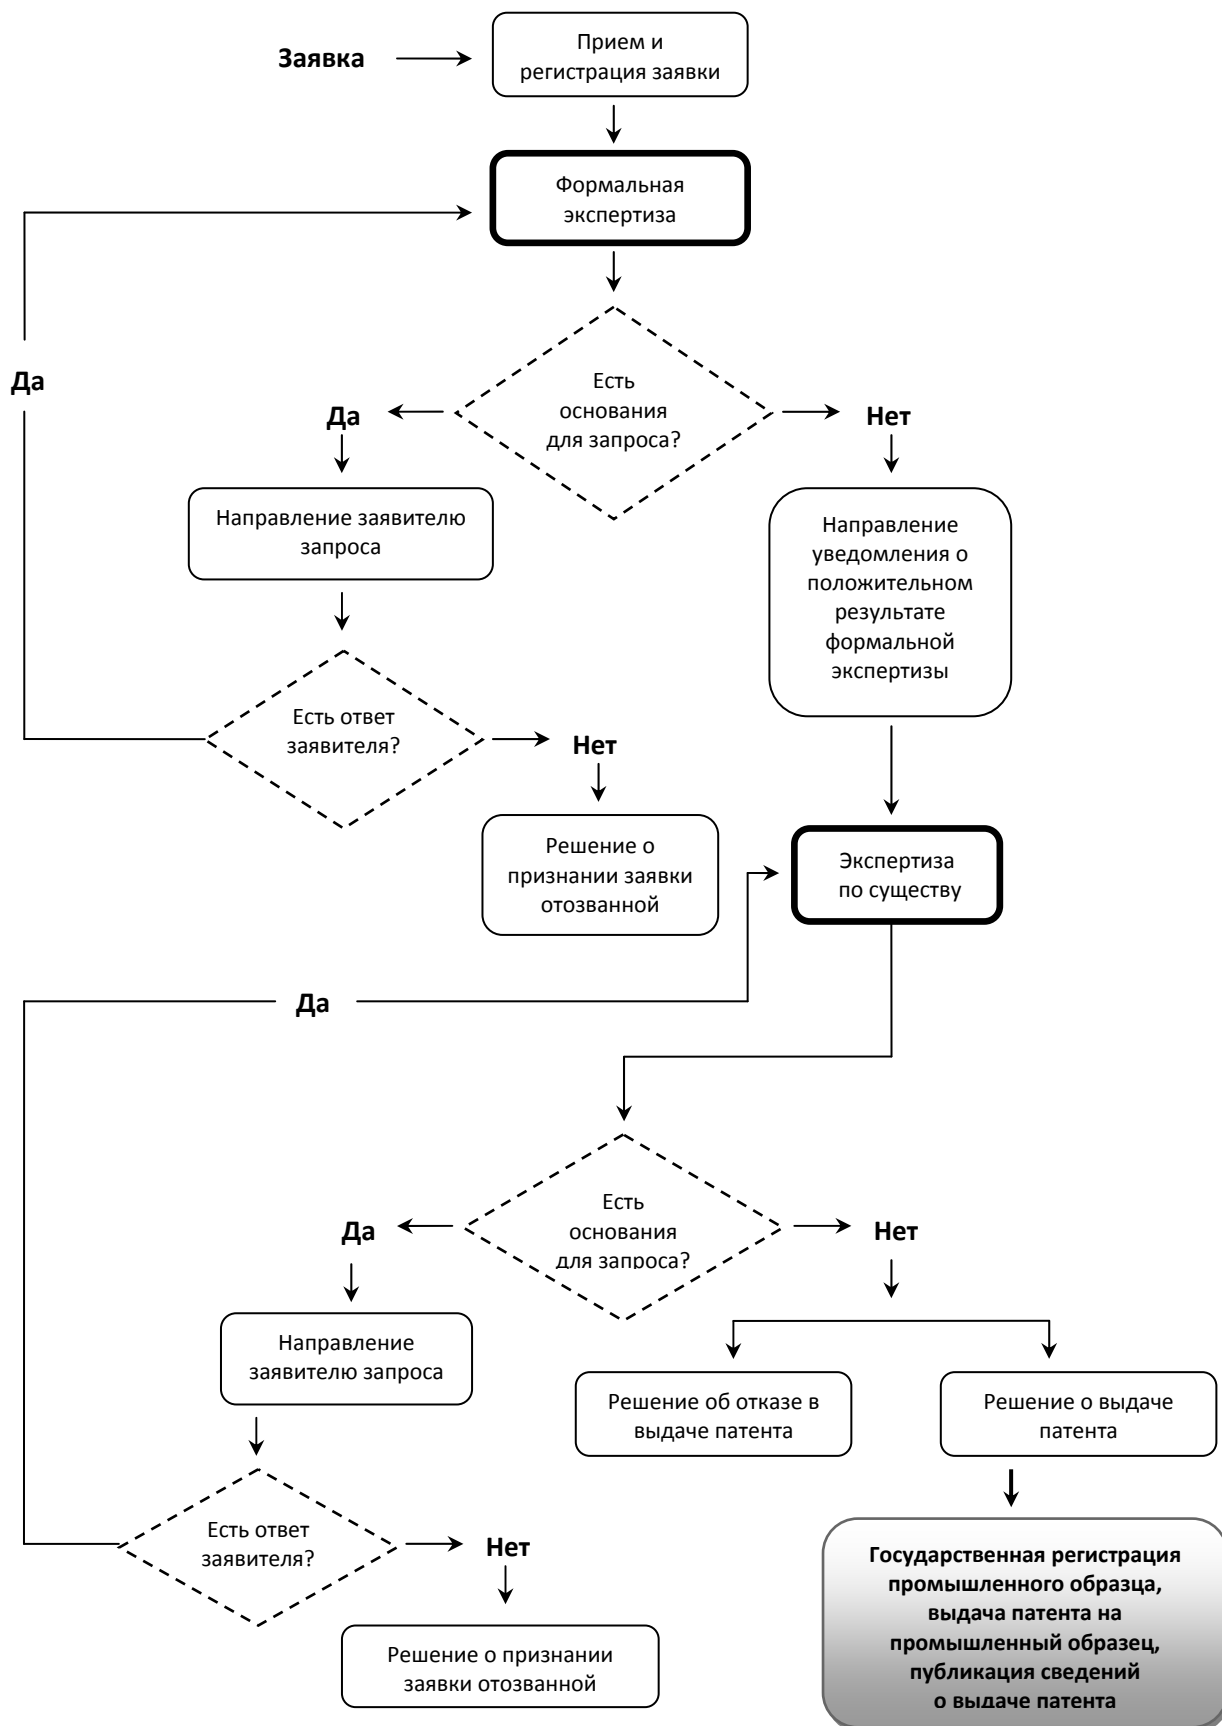 Заявка
Прием и
регистрация заявки
Формальная
экспертиза
Да
Есть
основания
для запроса?
Да
Нет
Направление заявителю
запроса
Направление
уведомления о
положительном
результате
формальной
экспертизы
Есть ответ
заявителя?
Нет
Решение о
признании заявки
отозванной
Экспертиза
по существу
Да
Есть
основания
для запроса?
Да
Нет
Направление
заявителю запроса
Решение об отказе в
выдаче патента
Решение о выдаче
патента
Есть ответ
заявителя?
Нет
Решение о признании
заявки отозванной
Государственная регистрация
промышленного образца,
выдача патента на
промышленный образец,
публикация сведений
о выдаче патента